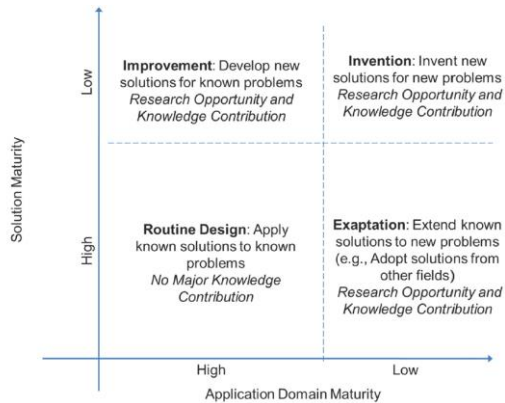 Improvement: Develop new
solutions for known problems
Research Opportunity and
Knowledge Contribution
Invention: Invent new
solutions for new problems
Research Opportunity and
Knowledge Contribution
Low
Solution Maturity
High
Routine Design: Apply
known solutions to known
problems
No Major Knowledge
Contribution
Exaptation: Extend known
solutions to new problems
(e.g., Adopt solutions from
other fields)
Research Opportunity and
Knowledge Contribution
High
Low
Application Domain Maturity